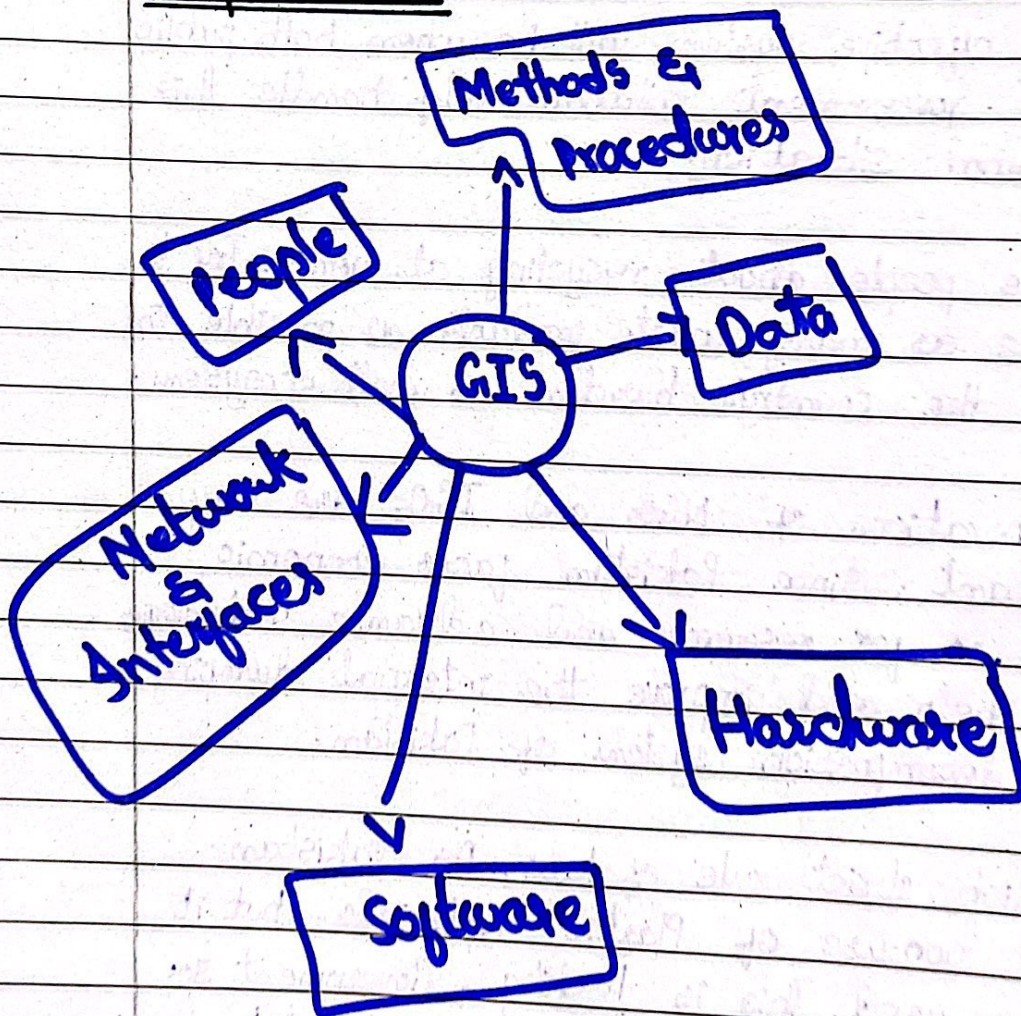 Methods &
Procedures
People
Data
GIS
Network
&
Interfaces
Hardware
Software